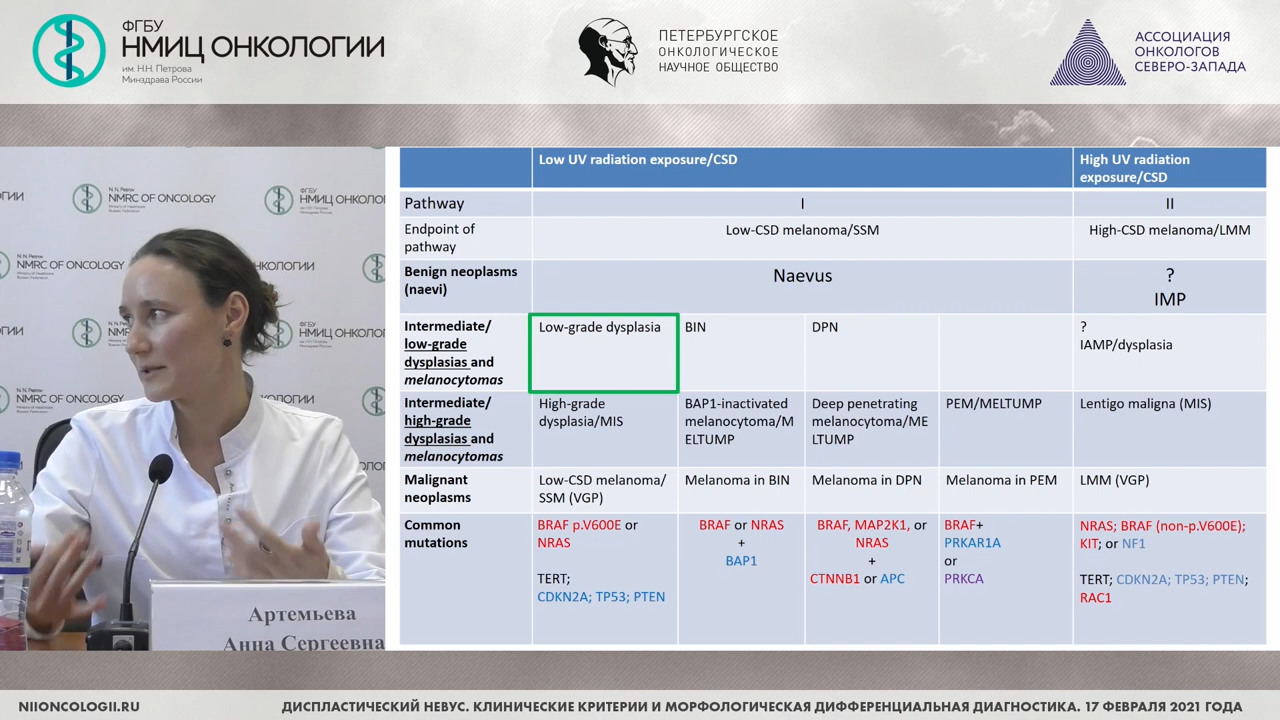 ФГБУ
НМИЦ ОНКОЛОГИИ
им. Н.Н. Петрова
Минздрава России
ПЕТЕРБУРГСКОЕ
ОНКОЛОГИЧЕСКОЕ
НАУЧНОЕ ОБЩЕСТВО
АССОЦИАЦИЯ
ОНКОЛОГОВ
СЕВЕРО-ЗАПАДА
NMRC OF ONCOLOGY
NMRC OF ONCOLOGY
Артемьева
Анна Сергеевна
Low UV radiation exposure/CSD
High UV radiation
exposure/CSD
Pathway
I
II
Endpoint of
pathway
Low-CSD melanoma/SSM
High-CSD melanoma/LMM
Benign neoplasms
(naevi)
Naevus
?
IMP
Intermediate/
low-grade
dysplasias and
melanocytomas
Low-grade dysplasia
BIN
DPN
?
IAMP/dysplasia
Intermediate/
high-grade
dysplasias and
melanocytomas
High-grade
dysplasia/MIS
BAP1-inactivated
melanocytoma/M
ELTUMP
Deep penetrating
melanocytoma/ME
LTUMP
PEM/MELTUMP
Lentigo maligna (MIS)
Malignant
neoplasms
Low-CSD melanoma/
SSM (VGP)
Melanoma in BIN
Melanoma in DPN
Melanoma in PEM
LMM (VGP)
Common
mutations
BRAF p.V600E or
NRAS
TERT;
CDKN2A; TP53; PTEN
BRAF or NRAS
+
BAP1
BRAF, MAP2K1, or
NRAS
+
CTNNB1 or APC
BRAF+
PRKAR1A
or
PRKCA
NRAS; BRAF (non-p.V600E);
KIT; or NF1
TERT; CDKN2A; TP53; PTEN;
RAC1
NIIONCOLOGII.RU
ДИСПЛАСТИЧЕСКИЙ НЕВУС. КЛИНИЧЕСКИЕ КРИТЕРИИ И МОРФОЛОГИЧЕСКАЯ ДИФФЕРЕНЦИАЛЬНАЯ ДИАГНОСТИКА. 17 ФЕВРАЛЯ 2021 ГОДА